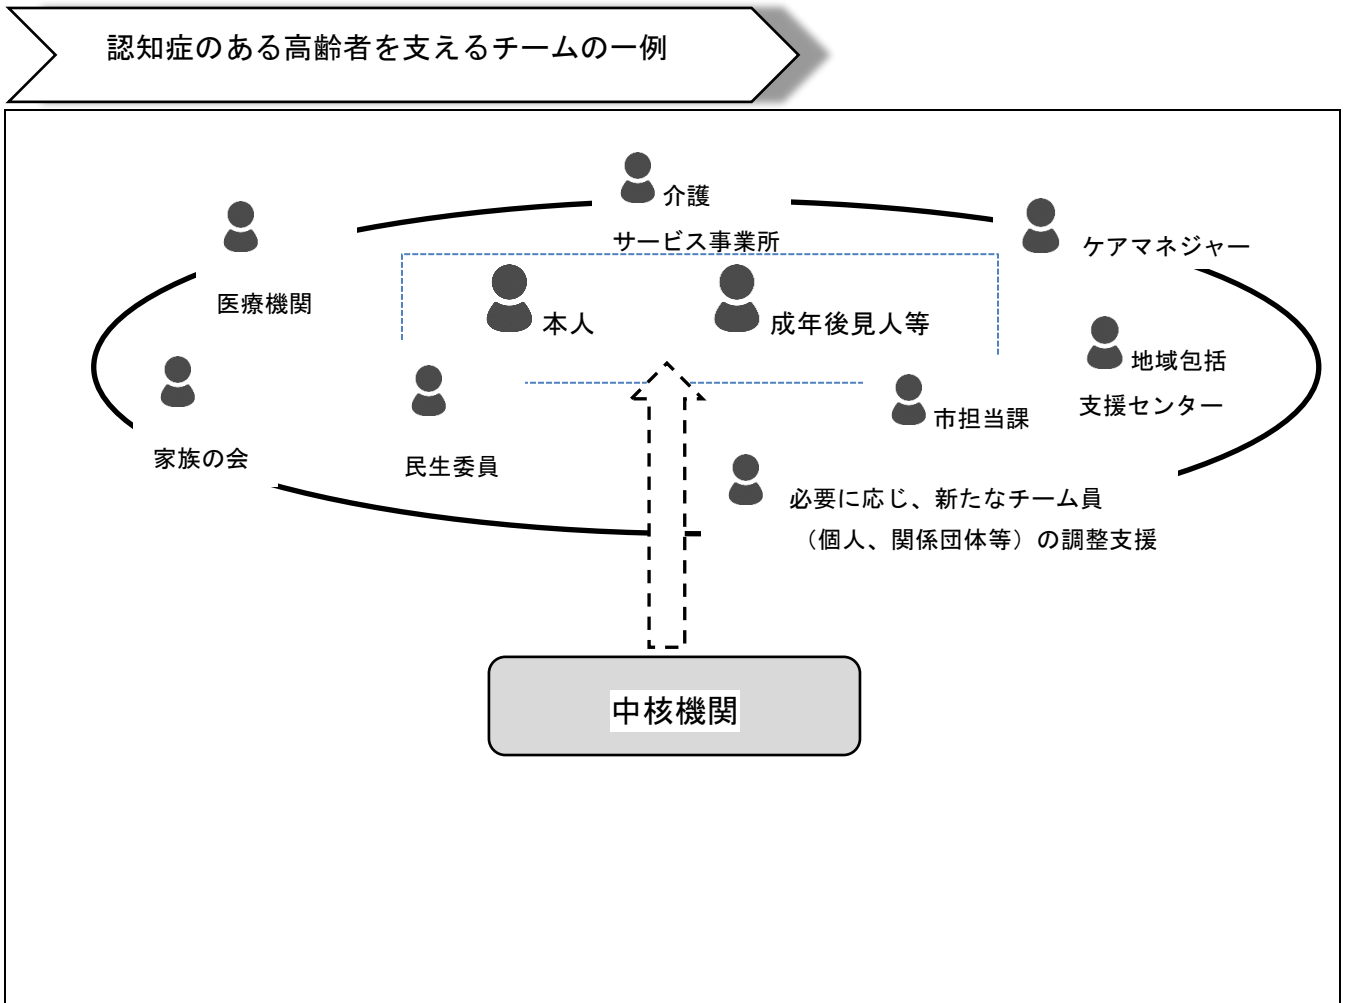 認知症のある高齢者を支えるチームの一例
介護
サービス事業所
ケアマネジャー
医療機関
本人
成年後見人等
地域包括
支援センター
市担当課
家族の会
民生委員
必要に応じ、新たなチーム員
（個人、関係団体等）の調整支援
中核機関